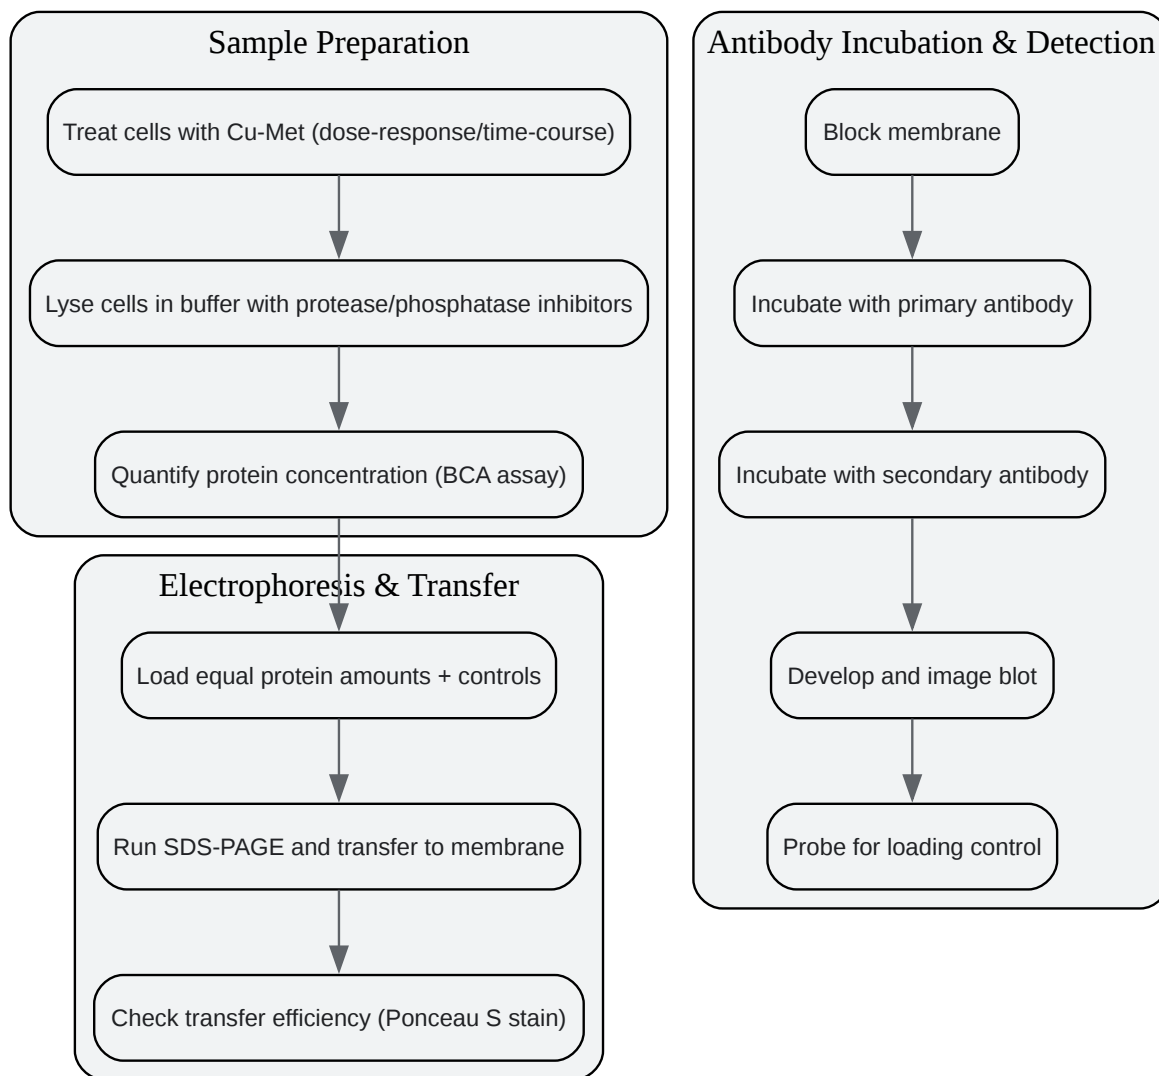 Sample Preparation
Treat cells with Cu-Met (dose-response/time-course)
Lyse cells in buffer with protease/phosphatase inhibitors
Quantify protein concentration (BCA assay)
Electrophoresis & Transfer
Load equal protein amounts + controls
Run SDS-PAGE and transfer to membrane
Check transfer efficiency (Ponceau S stain)
Antibody Incubation & Detection
Block membrane
Incubate with primary antibody
Incubate with secondary antibody
Develop and image blot
Probe for loading control